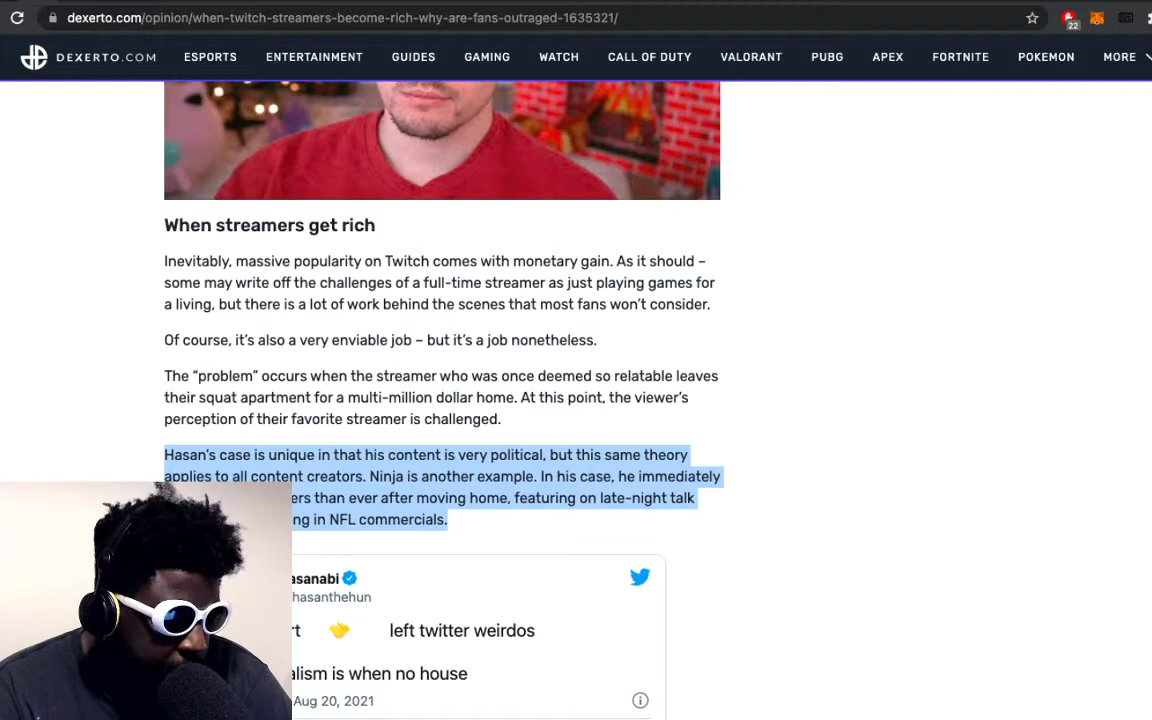 dexerto.com/opinion/when-twitch-streamers-become-rich-why-are-fans-outraged-1635321/
22
DEXERTO.COM ESPORTS ENTERTAINMENT GUIDES GAMING WATCH CALL OF DUTY VALORANT PUBG APEX FORTNITE POKEMON MORE
When streamers get rich
Inevitably, massive popularity on Twitch comes with monetary gain. As it should –
some may write off the challenges of a full-time streamer as just playing games for
a living, but there is a lot of work behind the scenes that most fans won’t consider.
Of course, it’s also a very enviable job – but it’s a job nonetheless.
The “problem” occurs when the streamer who was once deemed so relatable leaves
their squat apartment for a multi-million dollar home. At this point, the viewer’s
perception of their favorite streamer is challenged.
Hasan’s case is unique in that his content is very political, but this same theory
applies to all content creators. Ninja is another example. In his case, he immediately
ers than ever after moving home, featuring on late-night talk
ng in NFL commercials.
asanabi
hasanthehun
rt 🤝 left twitter weirdos
alism is when no house
Aug 20, 2021